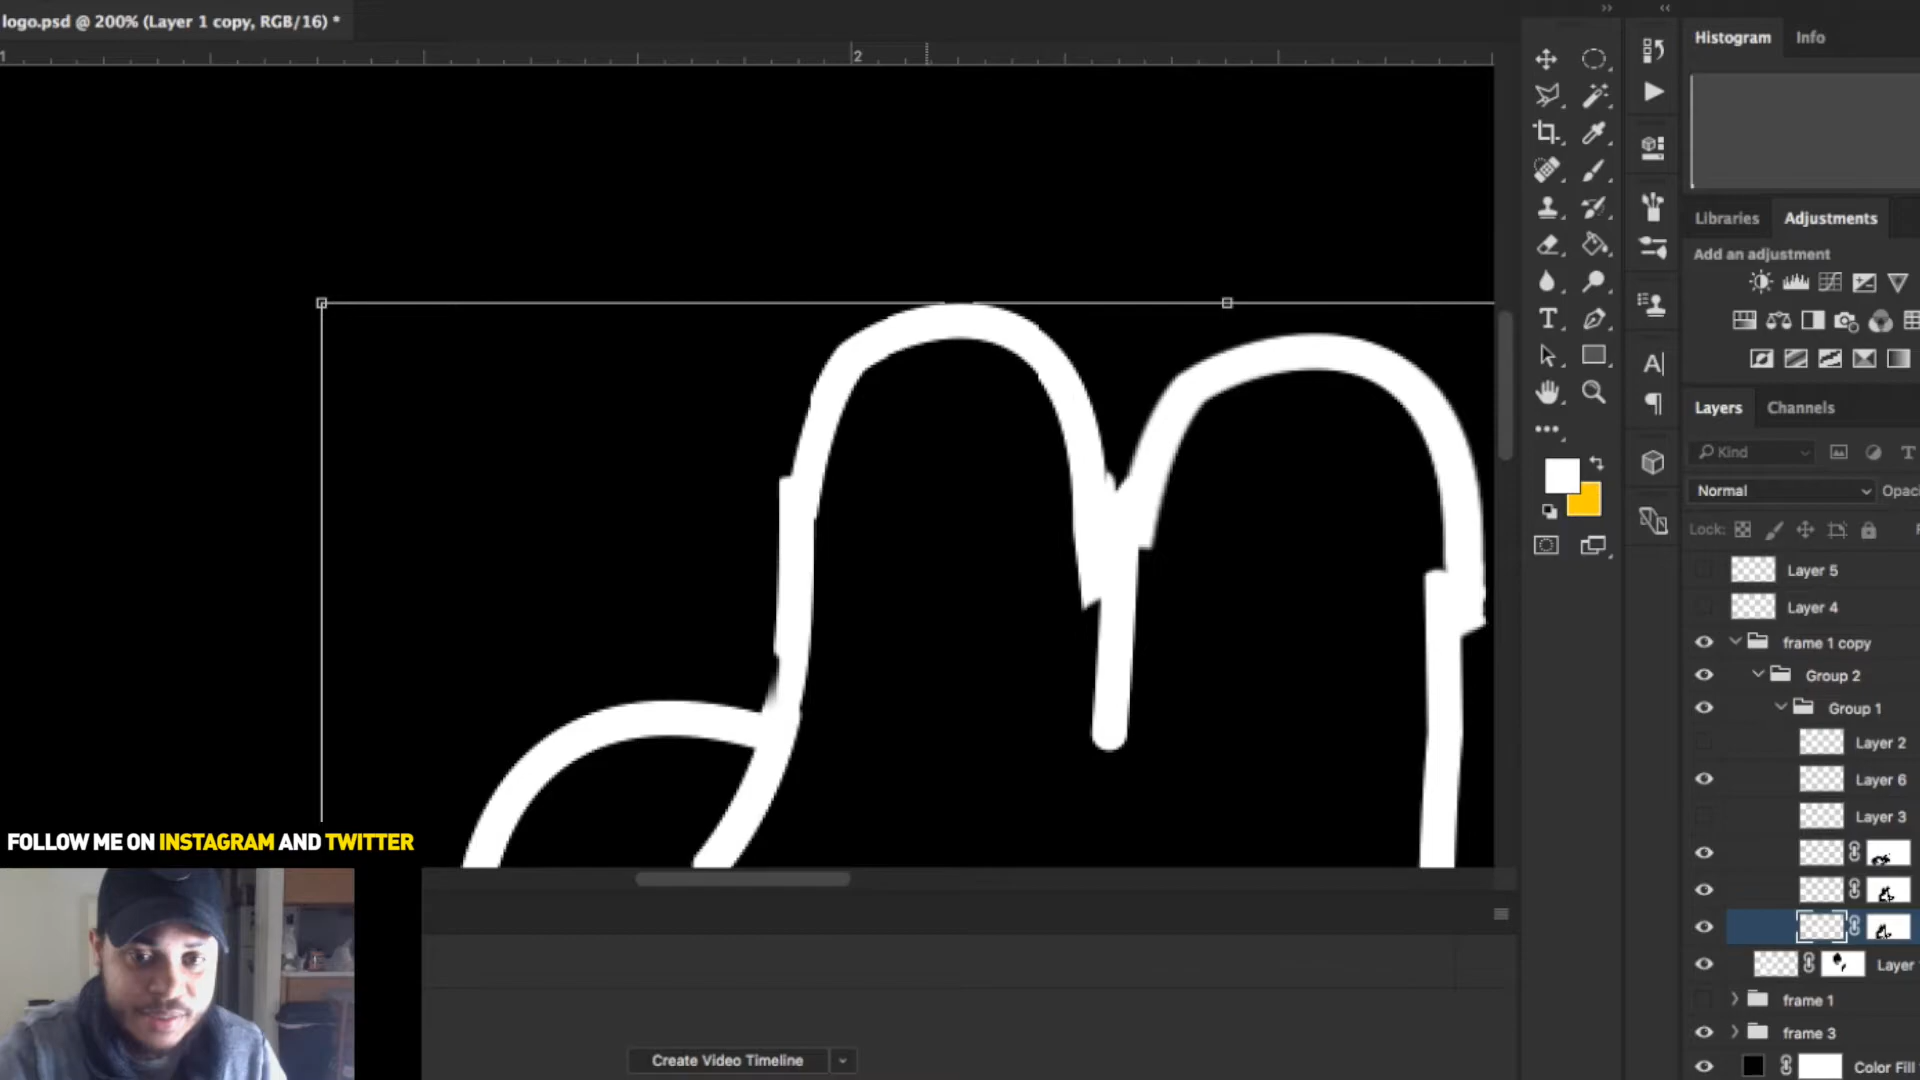 logo.psd @ 200% (Layer 1 copy, RGB/16) *
1
2
Histogram
Info
Libraries
Adjustments
Add an adjustment
Layers
Channels
Kind
Normal
Opac
Lock:
Layer 5
Layer 4
frame 1 copy
Group 2
Group 1
Layer 2
Layer 6
Layer 3
Layer
frame 1
frame 3
Color Fill
FOLLOW ME ON INSTAGRAM AND TWITTER
Create Video Timeline